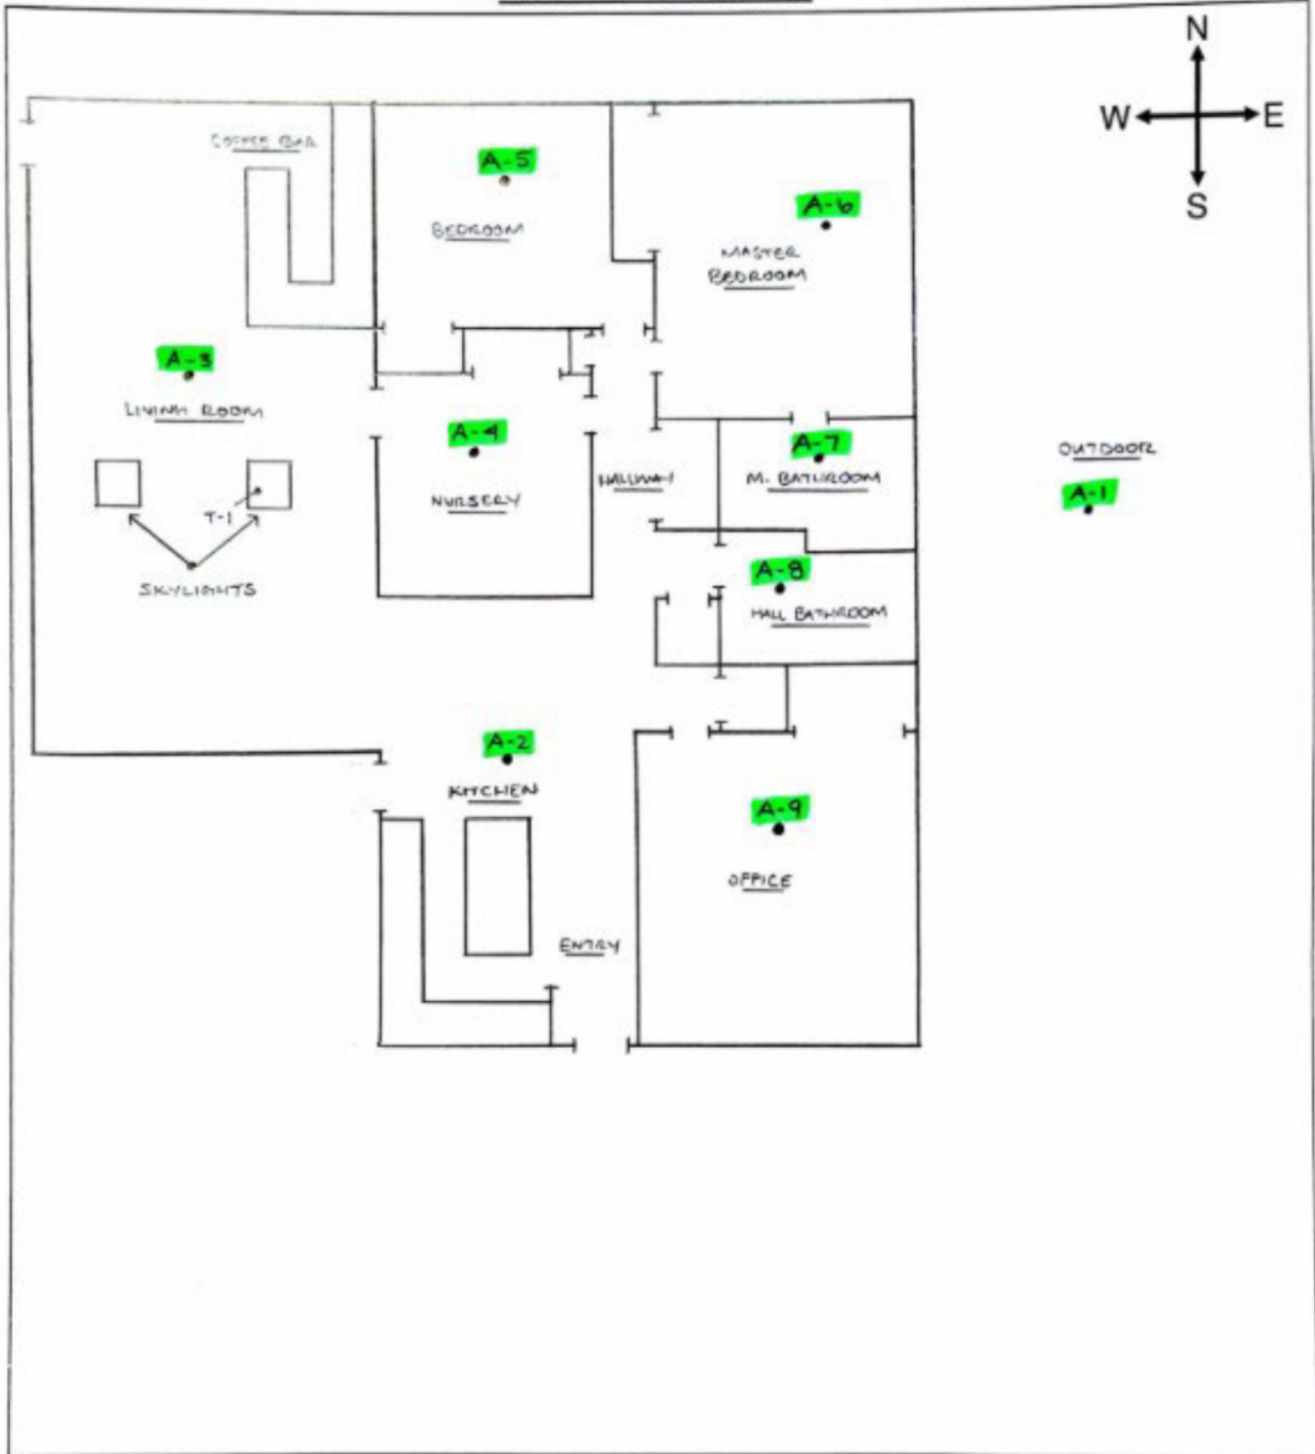 N
W E
S
COFFEE BAR
A-5
BEDROOM
A-6
MASTER
BEDROOM
A-3
LIVING ROOM
A-4
NURSERY
HALLWAY
A-7
M. BATHROOM
OUTDOOR
A-1
T-1
SKYLIGHTS
A-8
HALL BATHROOM
A-2
KITCHEN
A-9
OFFICE
ENTRY